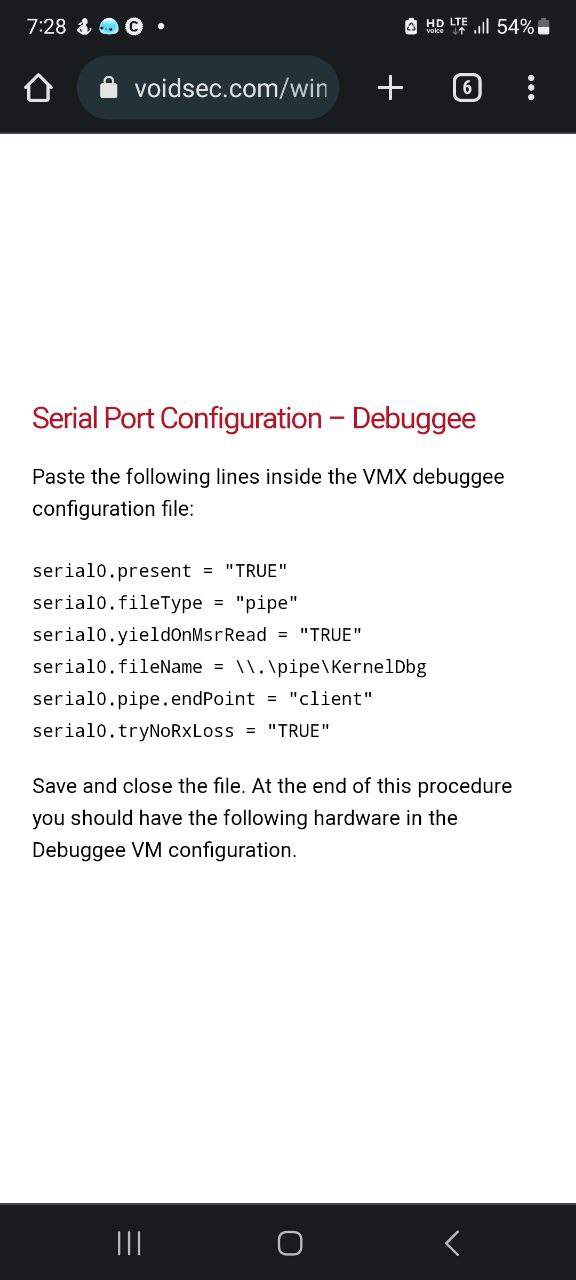 7:28
HD voice LTE 54%
voidsec.com/win
6
Serial Port Configuration – Debuggee
Paste the following lines inside the VMX debuggee
configuration file:
serial0.present = "TRUE"
serial0.fileType = "pipe"
serial0.yieldOnMsrRead = "TRUE"
serial0.fileName = \\.\pipe\KernelDbg
serial0.pipe.endPoint = "client"
serial0.tryNoRxLoss = "TRUE"
Save and close the file. At the end of this procedure
you should have the following hardware in the
Debuggee VM configuration.